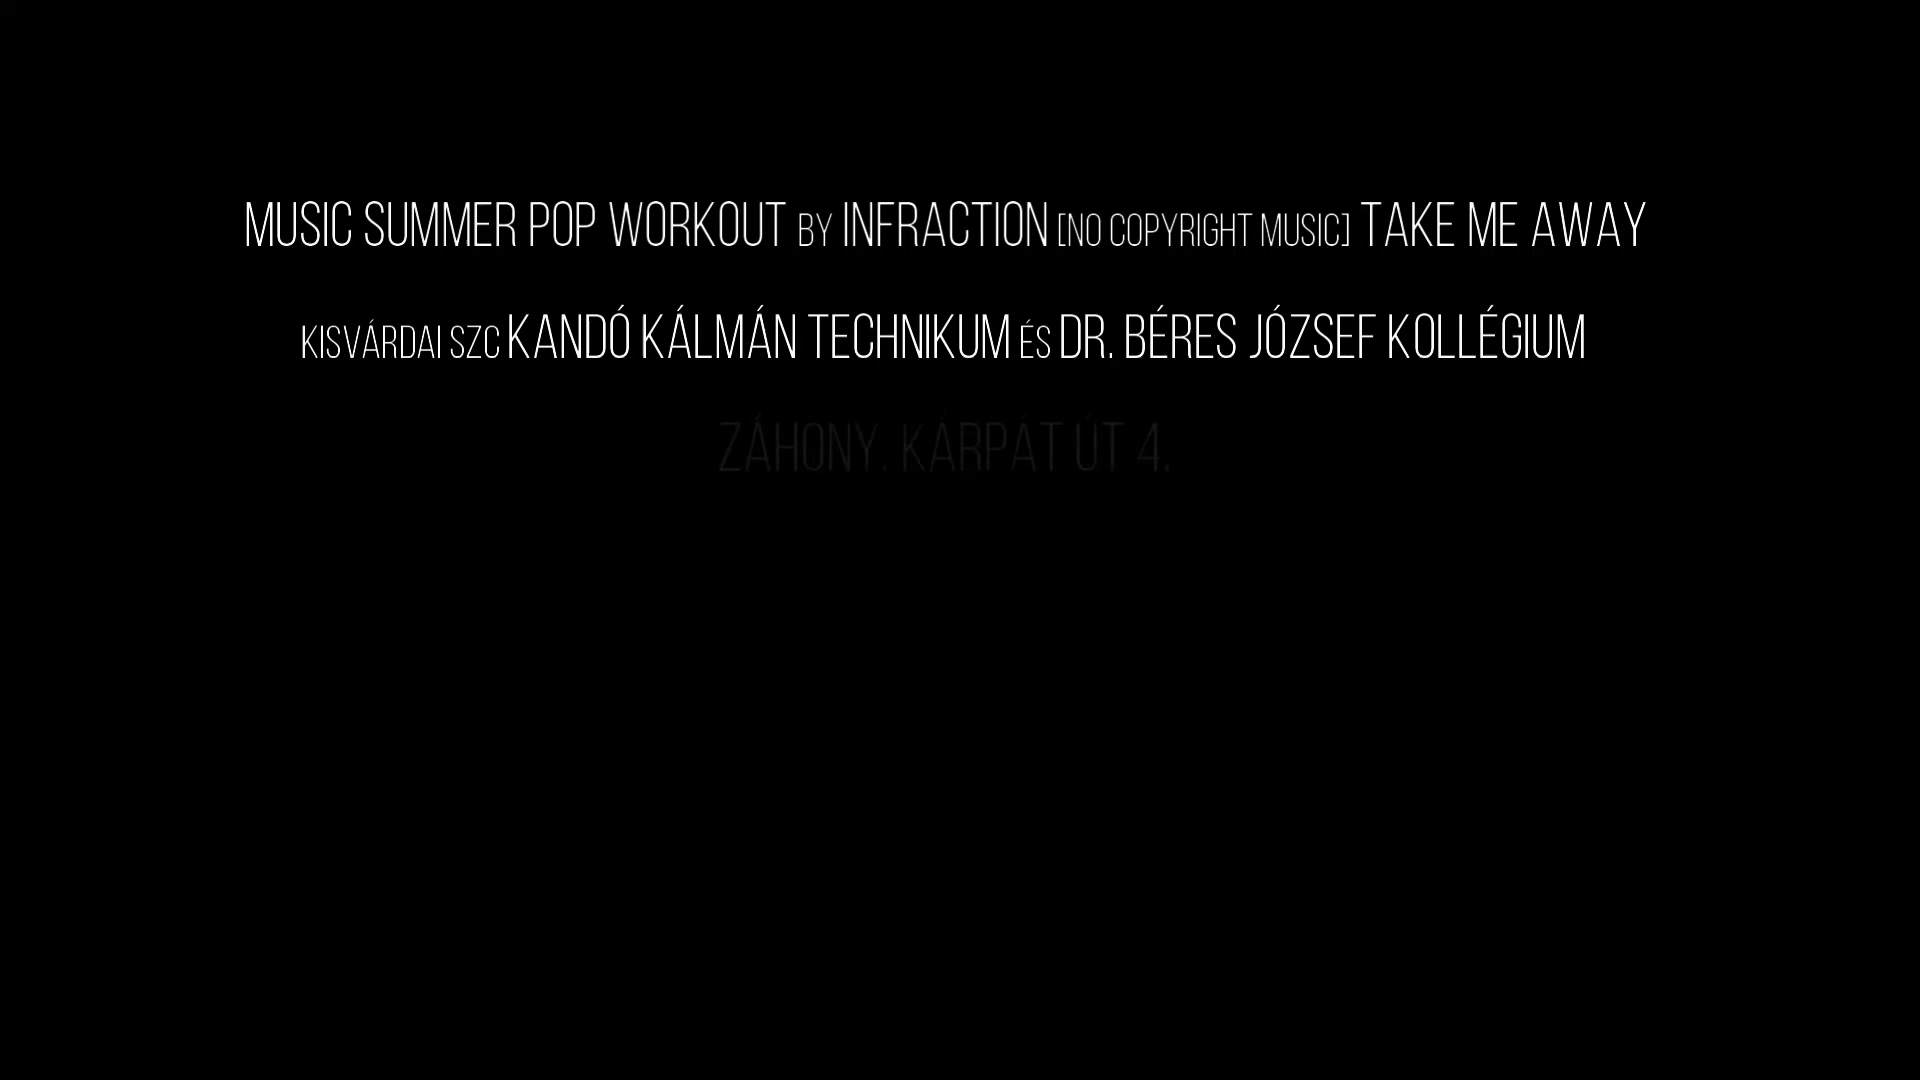 MUSIC SUMMER POP WORKOUT BY INFRACTION [NO COPYRIGHT MUSIC] TAKE ME AWAY
KISVÁRDAI SZC KANDÓ KÁLMÁN TECHNIKUM ÉS DR. BÉRES JÓZSEF KOLLÉGIUM
ZÁHONY. KÁRPÁT ÚT 4.